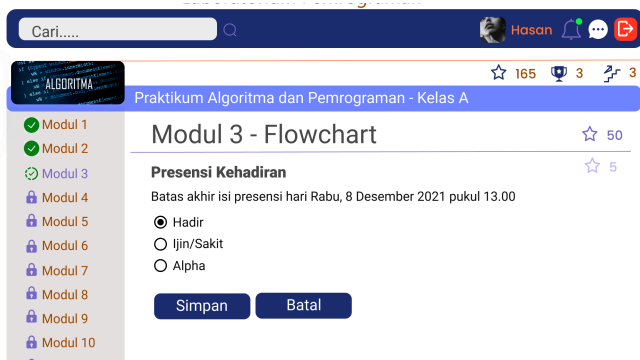 Laboratorium Pemrograman
Cari.....
Hasan
ALGORITMA
165
3
3
Praktikum Algoritma dan Pemrograman - Kelas A
Modul 1
Modul 2
Modul 3
Modul 4
Modul 5
Modul 6
Modul 7
Modul 8
Modul 9
Modul 10
Modul 3 - Flowchart
50
5
Presensi Kehadiran
Batas akhir isi presensi hari Rabu, 8 Desember 2021 pukul 13.00
Hadir
Ijin/Sakit
Alpha
Simpan
Batal